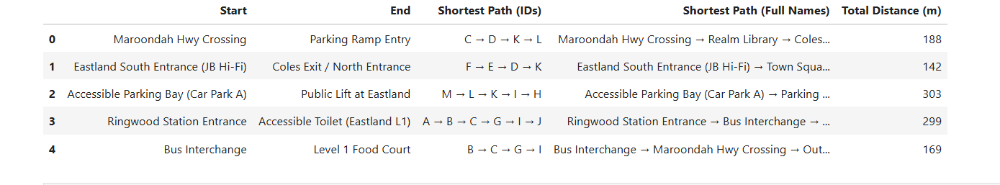 Start End Shortest Path (IDs) Shortest Path (Full Names) Total Distance (m)
0 Maroondah Hwy Crossing Parking Ramp Entry C → D → K → L Maroondah Hwy Crossing → Realm Library → Coles... 188
1 Eastland South Entrance (JB Hi-Fi) Coles Exit / North Entrance F → E → D → K Eastland South Entrance (JB Hi-Fi) → Town Squa... 142
2 Accessible Parking Bay (Car Park A) Public Lift at Eastland M → L → K → I → H Accessible Parking Bay (Car Park A) → Parking ... 303
3 Ringwood Station Entrance Accessible Toilet (Eastland L1) A → B → C → G → I → J Ringwood Station Entrance → Bus Interchange → ... 299
4 Bus Interchange Level 1 Food Court B → C → G → I Bus Interchange → Maroondah Hwy Crossing → Out... 169